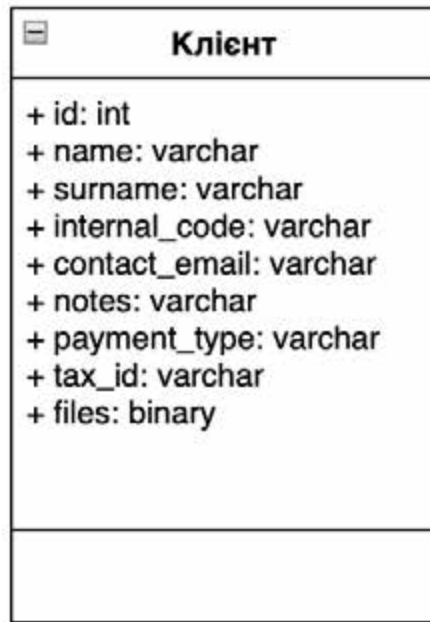 Клієнт
+ id: int
+ name: varchar
+ surname: varchar
+ internal_code: varchar
+ contact_email: varchar
+ notes: varchar
+ payment_type: varchar
+ tax_id: varchar
+ files: binary